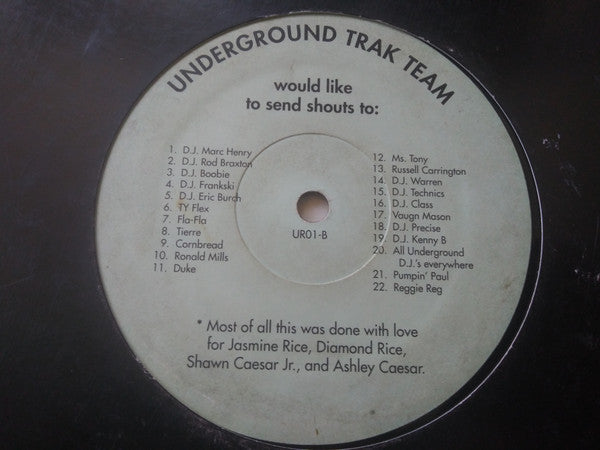 UNDERGROUND TRAK TEAM
would like
to send shouts to:
1. D.J. Marc Henry
2. D.J. Rod Braxton
3. D.J. Boobie
4. D.J. Frankski
5. D.J. Eric Burch
6. TY Flex
7. Fla-Fla
8. Tierre
9. Cornbread
10. Ronald Mills
11. Duke
UR01-B
12. Ms. Tony
13. Russell Carrington
14. D.J. Warren
15. D.J. Technics
16. D.J. Class
17. Vaugn Mason
18. D.J. Precise
19. D.J. Kenny B
20. All Underground
D.J.'s everywhere
21. Pumpin' Paul
22. Reggie Reg
* Most of all this was done with love
for Jasmine Rice, Diamond Rice,
Shawn Caesar Jr., and Ashley Caesar.